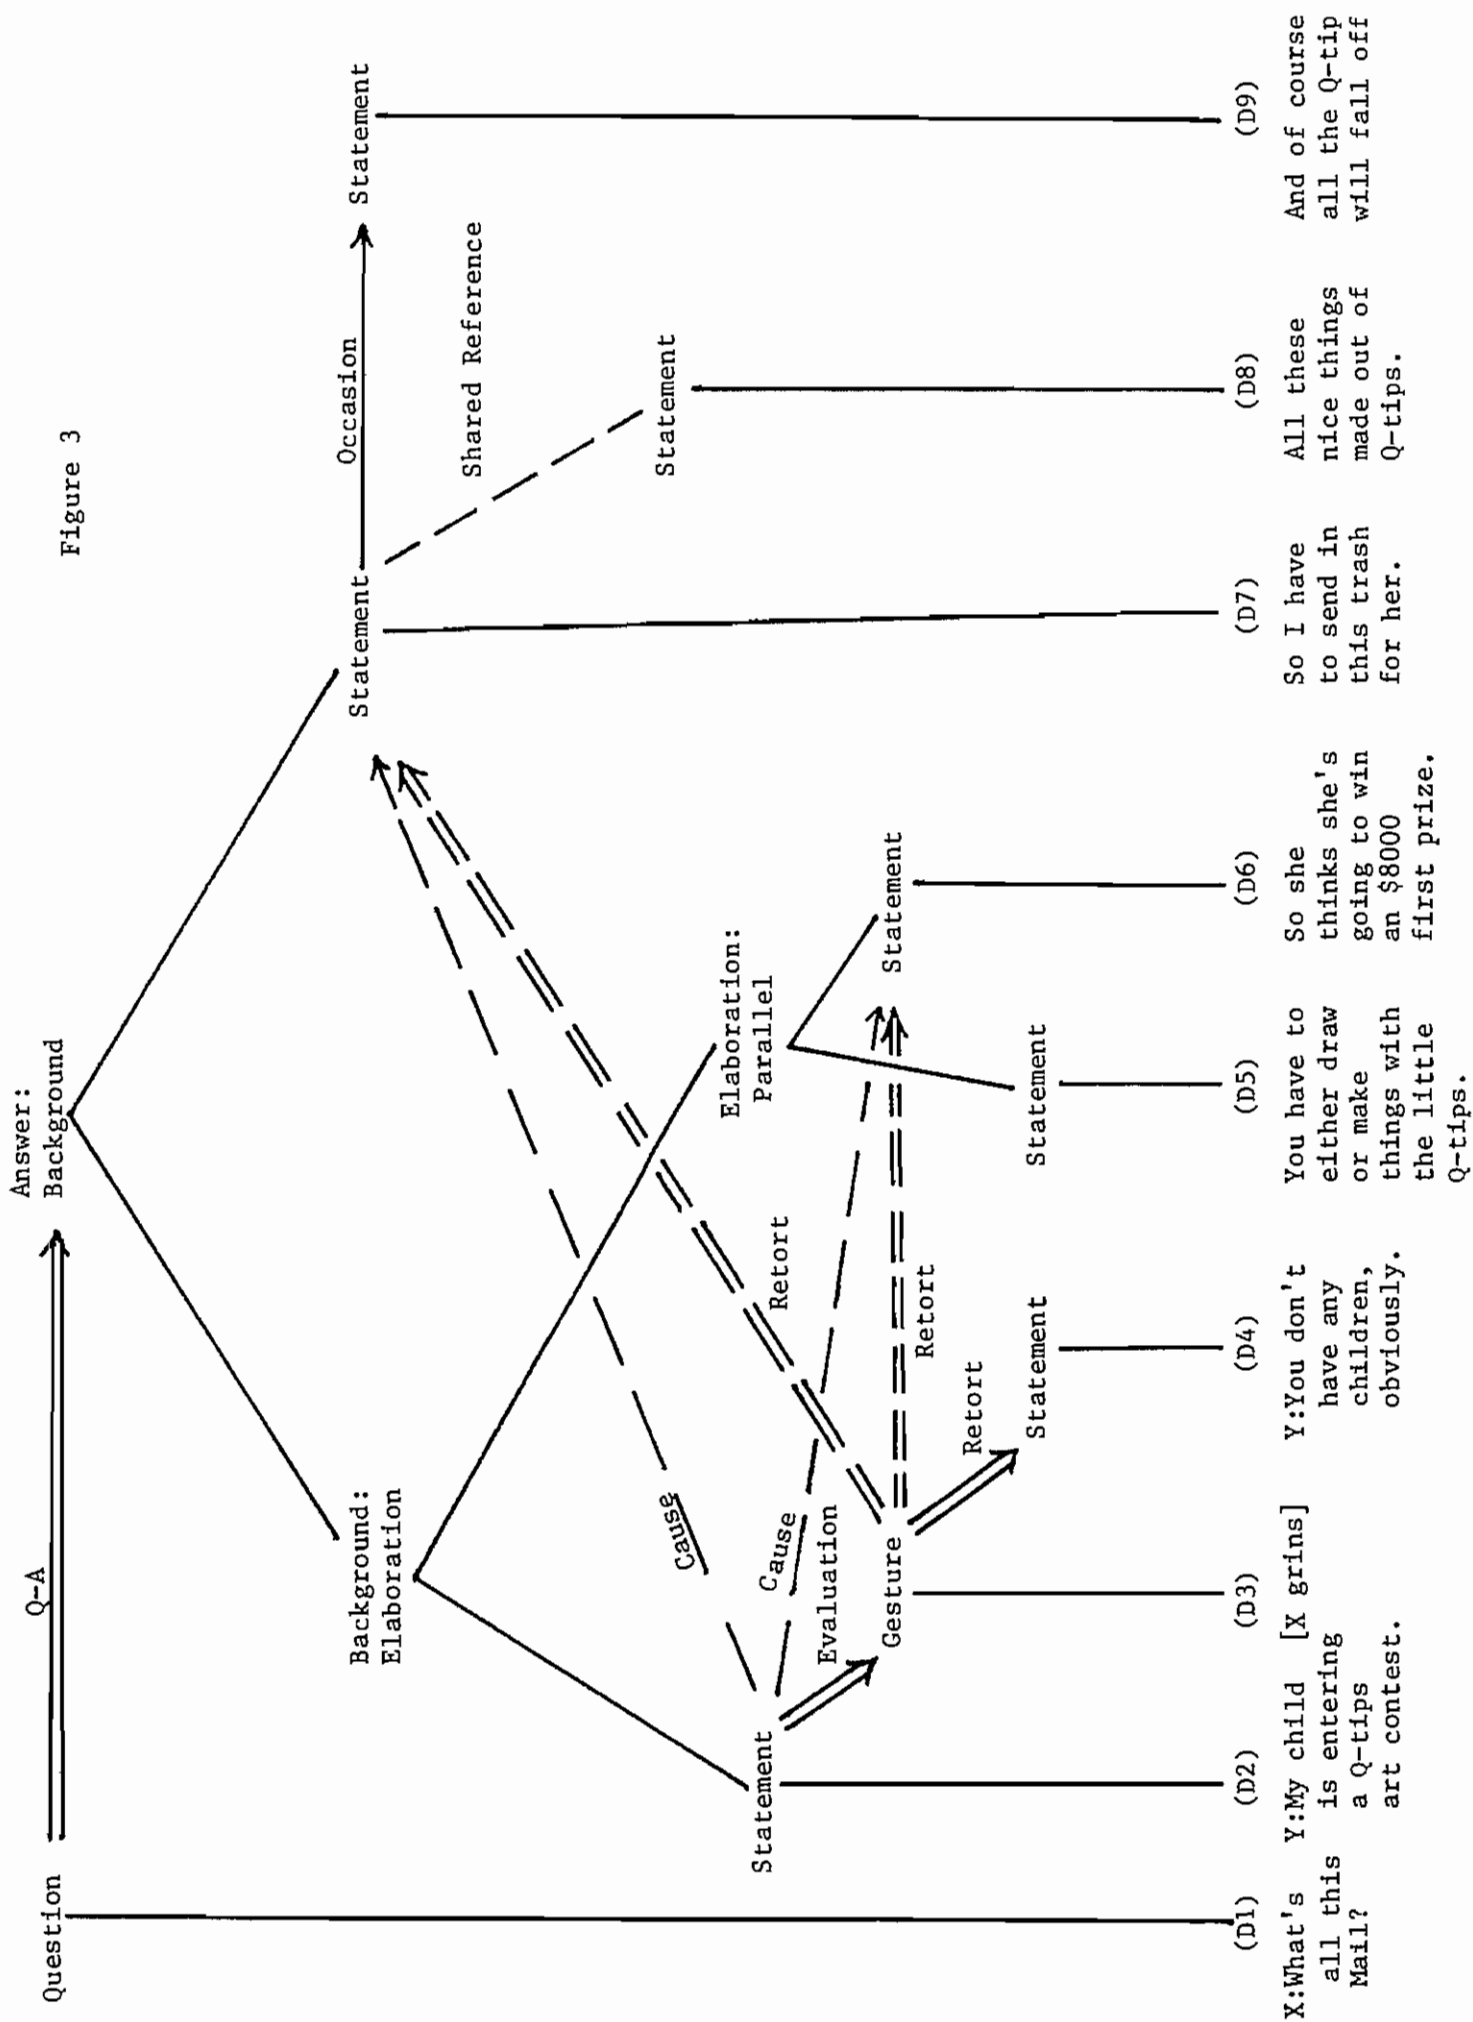 Figure 3
Question
Q-A
Answer:
Background
Background:
Elaboration
Statement
Occasion
Statement
Shared Reference
Statement
Cause
Cause
Elaboration:
Parallel
Retort
Statement
Evaluation
Gesture
Retort
Statement
Retort
Statement
Statement
(D1)
X:What's
all this
Mail?
(D2)
Y:My child
is entering
a Q-tips
art contest.
(D3)
[X grins]
(D4)
Y:You don't
have any
children,
obviously.
(D5)
You have to
either draw
or make
things with
the little
Q-tips.
(D6)
So she
thinks she's
going to win
an $8000
first prize.
(D7)
So I have
to send in
this trash
for her.
(D8)
All these
nice things
made out of
Q-tips.
(D9)
And of course
all the Q-tip
will fall off